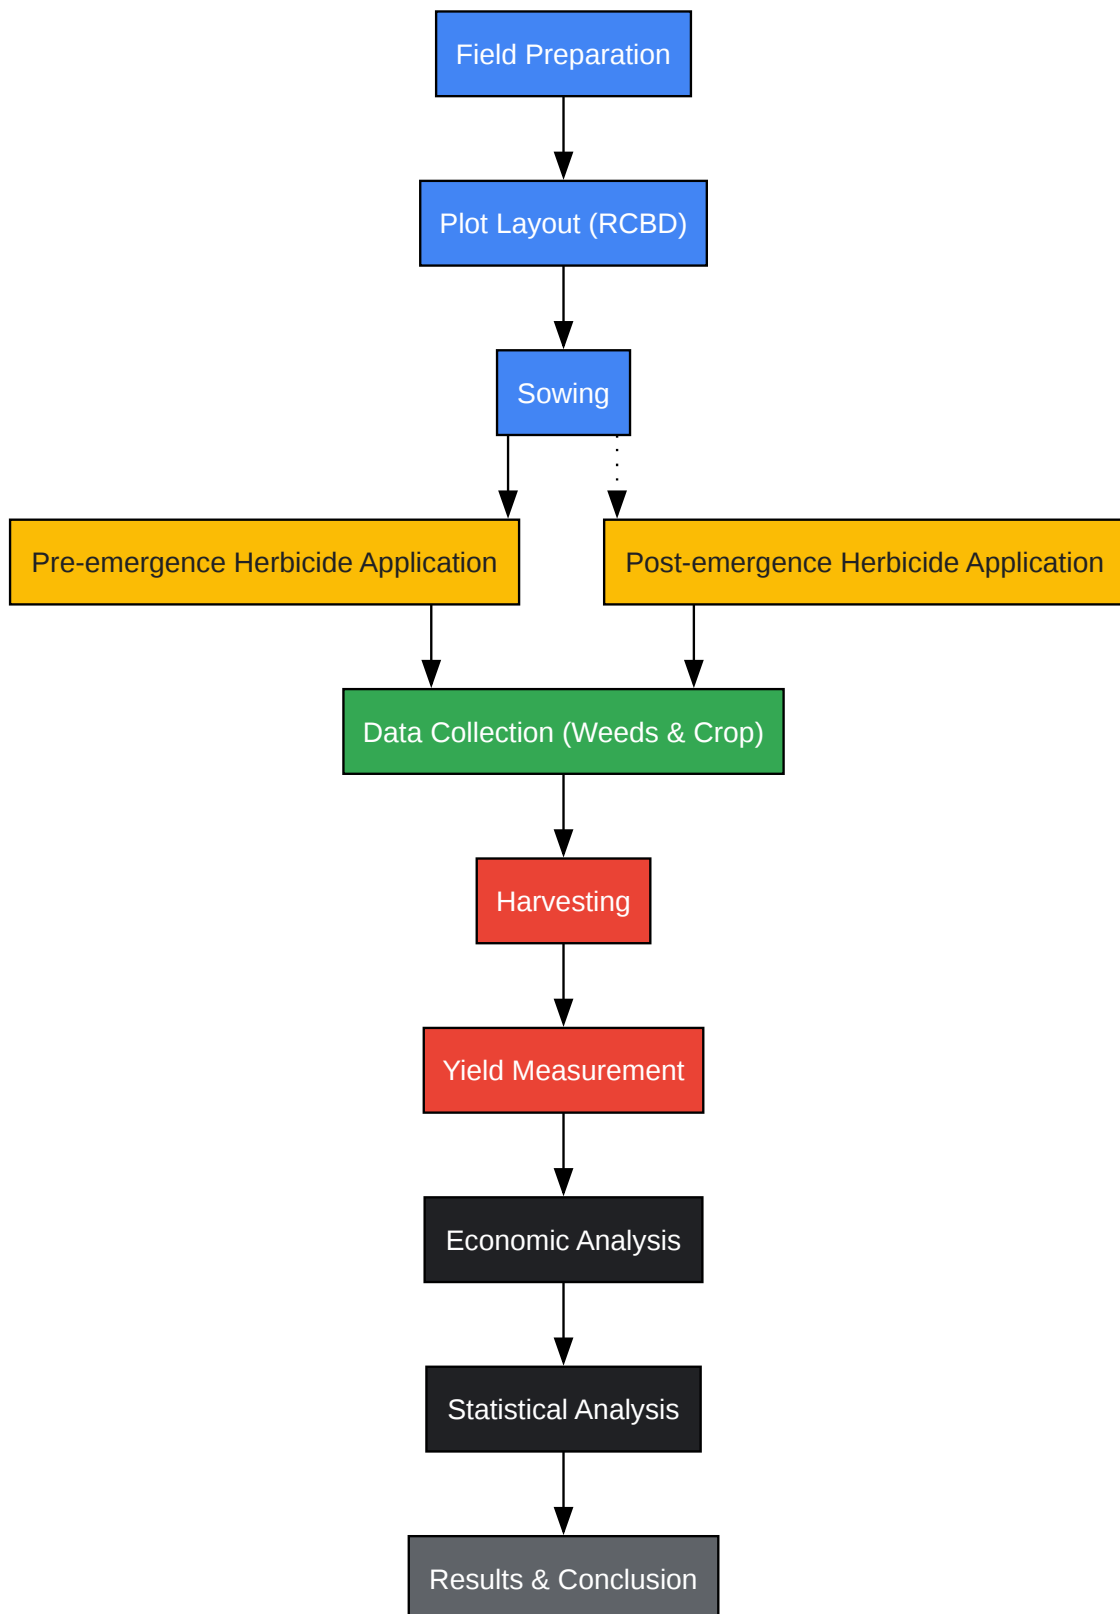 Field Preparation
Plot Layout (RCBD)
Sowing
Pre-emergence Herbicide Application
Post-emergence Herbicide Application
Data Collection (Weeds & Crop)
Harvesting
Yield Measurement
Economic Analysis
Statistical Analysis
Results & Conclusion